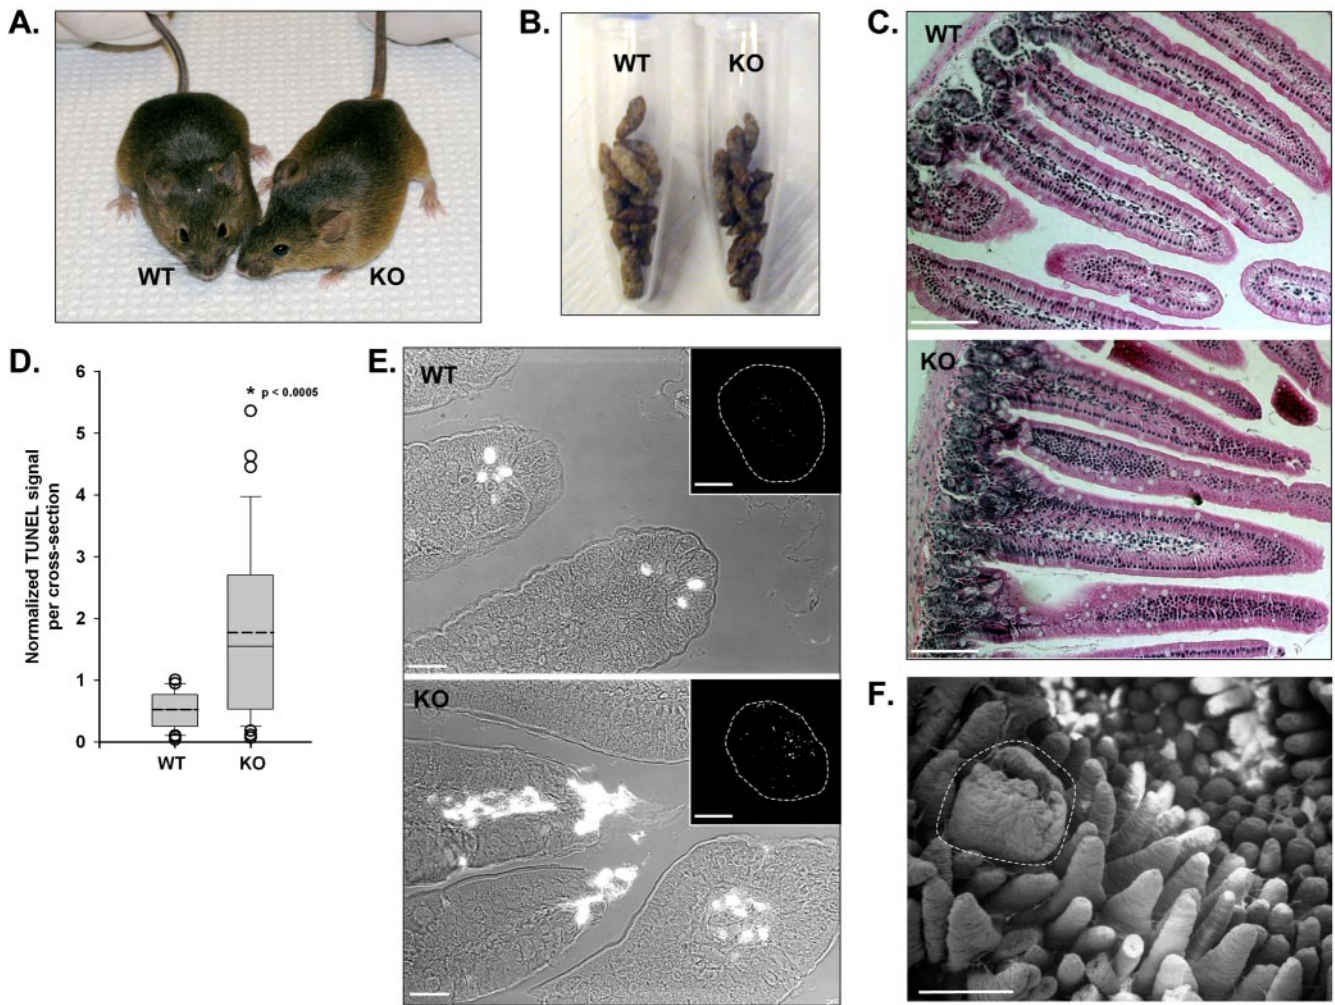 A.
WT
KO
B.
WT
KO
C.
WT
KO
D.
Normalized TUNEL signal
per cross-section
6
5
4
3
2
1
0
* p < 0.0005
WT
KO
E.
WT
KO
F.